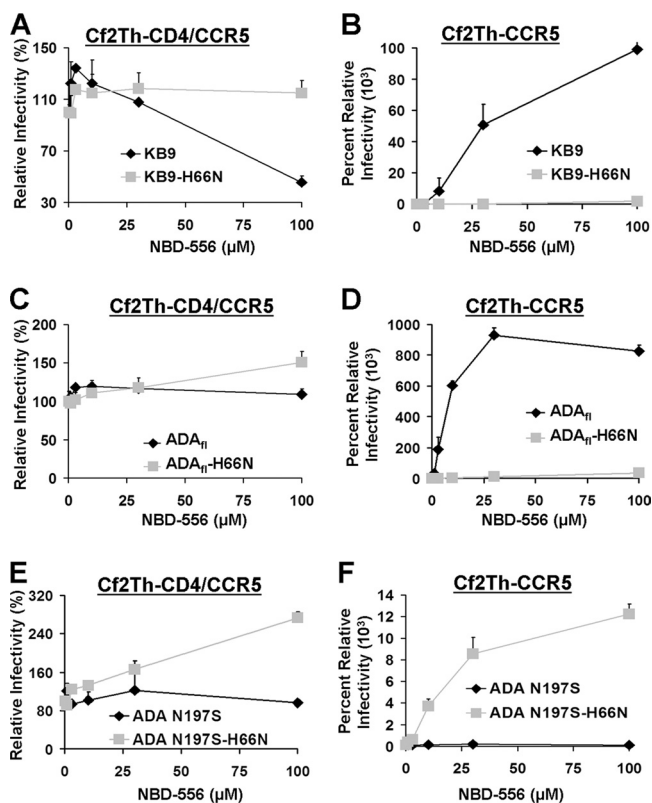 A
Cf2Th-CD4/CCR5
Relative Infectivity (%)
150
110
70
30
KB9
KB9-H66N
0 25 50 75 100
NBD-556 (µM)
B
Cf2Th-CCR5
Percent Relative
Infectivity (10³)
100
80
60
40
20
0
KB9
KB9-H66N
0 25 50 75 100
NBD-556 (µM)
C
Cf2Th-CD4/CCR5
Relative Infectivity (%)
200
150
100
50
0
ADAfl
ADAfl-H66N
0 25 50 75 100
NBD-556 (µM)
D
Cf2Th-CCR5
Percent Relative
Infectivity (10³)
1000
800
600
400
200
0
ADAfl
ADAfl-H66N
0 25 50 75 100
NBD-556 (µM)
E
Cf2Th-CD4/CCR5
Relative Infectivity (%)
320
240
160
80
0
ADA N197S
ADA N197S-H66N
0 25 50 75 100
NBD-556 (µM)
F
Cf2Th-CCR5
Percent Relative
Infectivity (10³)
14
12
10
8
6
4
2
0
ADA N197S
ADA N197S-H66N
0 25 50 75 100
NBD-556 (µM)